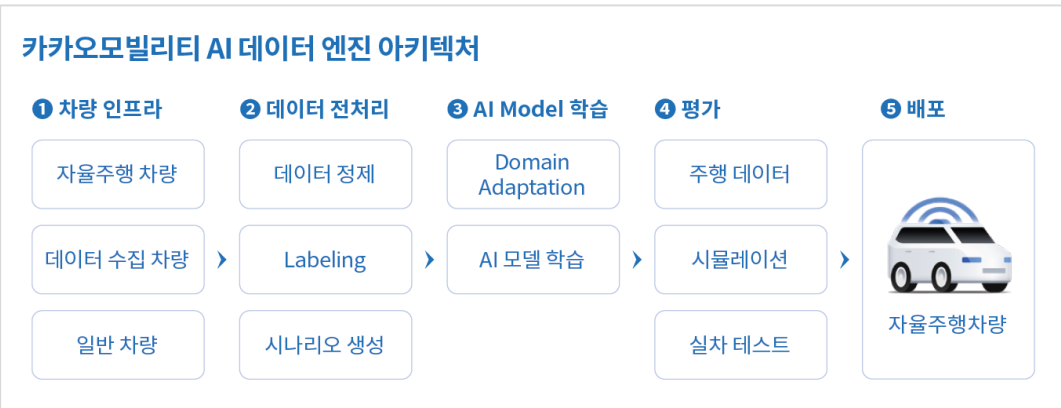 카카오모빌리티 AI 데이터 엔진 아키텍처
❶ 차량 인프라
자율주행 차량
데이터 수집 차량
일반 차량
❷ 데이터 전처리
데이터 정제
Labeling
시나리오 생성
❸ AI Model 학습
Domain
Adaptation
AI 모델 학습
❹ 평가
주행 데이터
시뮬레이션
실차 테스트
❺ 배포
자율주행차량